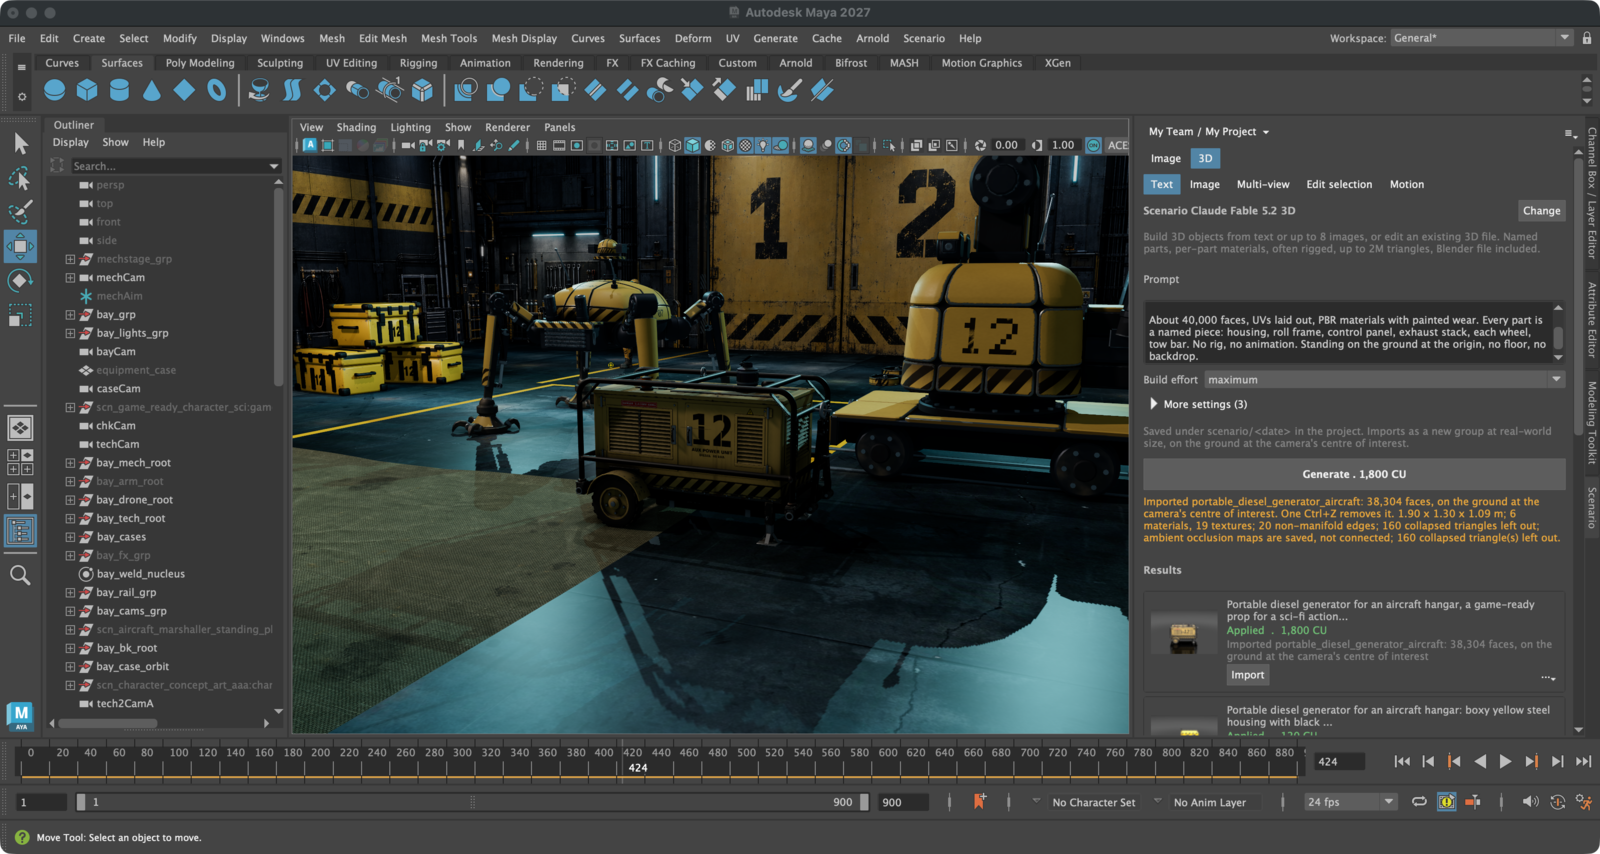 Autodesk Maya 2027
File Edit Create Select Modify Display Windows Mesh Edit Mesh Mesh Tools Mesh Display Curves Surfaces Deform UV Generate Cache Arnold Scenario Help
Workspace: General*
Curves Surfaces Poly Modeling Sculpting UV Editing Rigging Animation Rendering FX FX Caching Custom Arnold Bifrost MASH Motion Graphics XGen
Outliner
Display Show Help
Search...
persp
top
front
side
mechstage_grp
mechCam
mechAim
bay_grp
bay_lights_grp
bayCam
equipment_case
caseCam
scn_game_ready_character_sci:gam
chkCam
techCam
bay_mech_root
bay_arm_root
bay_drone_root
bay_tech_root
bay_cases
bay_fx_grp
bay_weld_nucleus
bay_rail_grp
bay_cams_grp
scn_aircraft_marshaller_standing_pl
bay_bk_root
bay_case_orbit
scn_character_concept_art_aaa:char
tech2CamA
M
AYA
View Shading Lighting Show Renderer Panels
0.00 1.00 ACE
1 2
12
12
12
My Team / My Project
Image 3D
Text Image Multi-view Edit selection Motion
Scenario Claude Fable 5.2 3D
Change
Build 3D objects from text or up to 8 images, or edit an existing 3D file. Named
parts, per-part materials, often rigged, up to 2M triangles, Blender file included.
Prompt
About 40,000 faces, UVs laid out, PBR materials with painted wear. Every part is
a named piece: housing, roll frame, control panel, exhaust stack, each wheel,
tow bar. No rig, no animation. Standing on the ground at the origin, no floor, no
backdrop.
Build effort maximum
More settings (3)
Saved under scenario/<date> in the project. Imports as a new group at real-world
size, on the ground at the camera's centre of interest.
Generate . 1,800 CU
Imported portable_diesel_generator_aircraft: 38,304 faces, on the ground at the
camera's centre of interest. One Ctrl+Z removes it. 1.90 x 1.30 x 1.09 m; 6
materials, 19 textures; 20 non-manifold edges; 160 collapsed triangles left out;
ambient occlusion maps are saved, not connected; 160 collapsed triangle(s) left out.
Results
Portable diesel generator for an aircraft hangar, a game-ready
prop for a sci-fi action...
Applied . 1,800 CU
Imported portable_diesel_generator_aircraft: 38,304 faces, on the
ground at the camera's centre of interest
Import
...
Portable diesel generator for an aircraft hangar: boxy yellow steel
housing with black ...
Channel Box / Layer Editor
Attribute Editor
Modeling Toolkit
Scenario
0 20 40 60 80 100 120 140 160 180 200 220 240 260 280 300 320 340 360 380 400 420 440 460 480 500 520 540 560 580 600 620 640 660 680 700 720 740 760 780 800 820 840 860 880
424
424
1 1 900 900 No Character Set No Anim Layer 24 fps
Move Tool: Select an object to move.